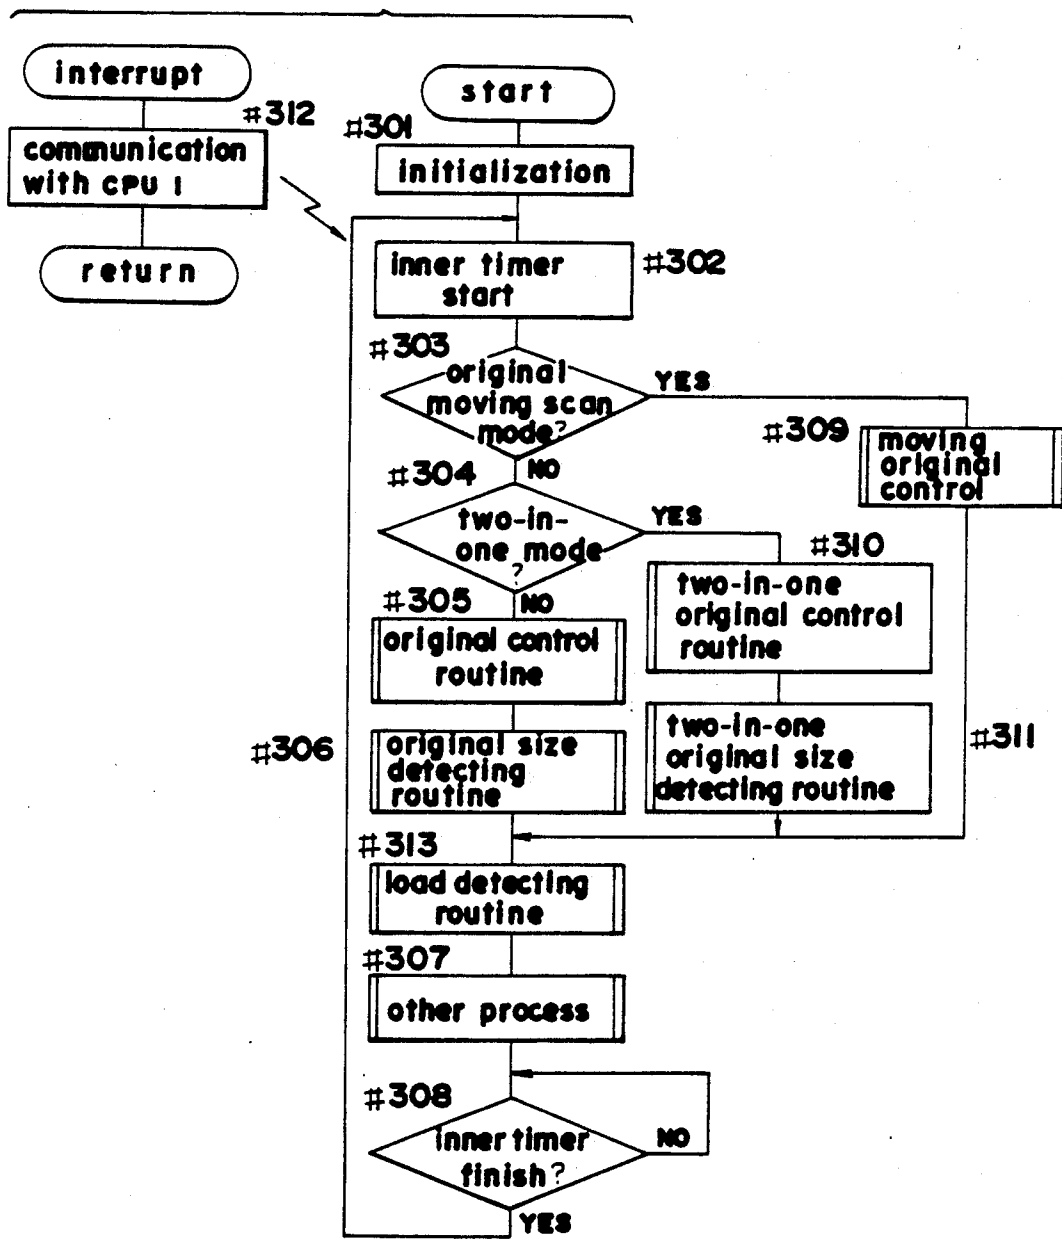 interrupt
#312
communication
with CPU 1
return
start
#301
initialization
inner timer
start
#302
#303
original
moving scan
mode?
YES
NO
#309
moving
original
control
#304
two-in-
one mode
?
YES
NO
#310
two-in-one
original control
routine
#305
original control
routine
#306
original size
detecting
routine
two-in-one
original size
detecting routine
#311
#313
load detecting
routine
#307
other process
#308
inner timer
finish?
NO
YES